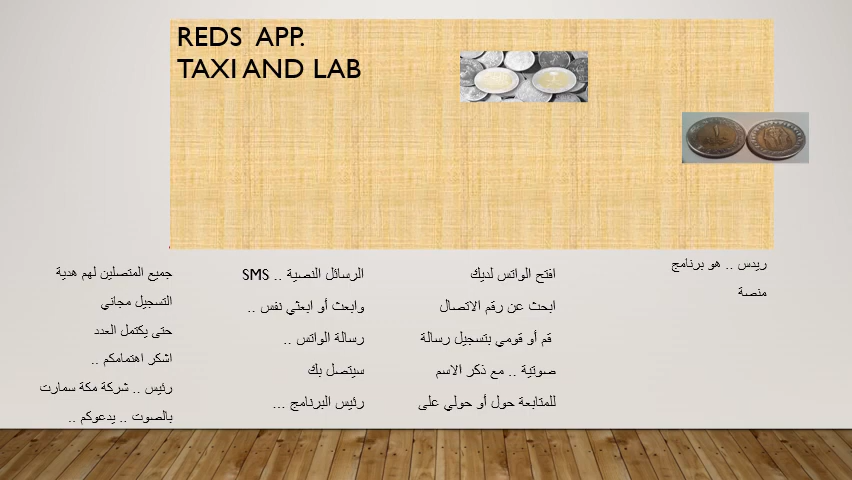 REDS APP.
TAXI AND LAB
ريدس .. هو برنامج
منصة
افتح الواتس لديك
ابحث عن رقم الاتصال
قم أو قومي بتسجيل رسالة
صوتية .. مع ذكر الاسم
للمتابعة حول أو حولي على
الرسائل النصية .. SMS
وابعث أو ابعثي نفس ..
رسالة الواتس ..
سيتصل بك
رئيس البرنامج ...
جميع المتصلين لهم هدية
التسجيل مجاني
حتى يكتمل العدد
اشكر اهتمامكم ..
رئيس .. شركة مكة سمارت
بالصوت .. يدعوكم ..